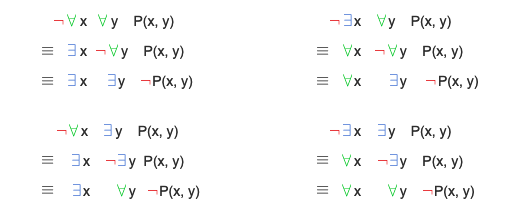 ¬∀x ∀y P(x, y)
≡ ∃x ¬∀y P(x, y)
≡ ∃x ∃y ¬P(x, y)
¬∃x ∀y P(x, y)
≡ ∀x ¬∀y P(x, y)
≡ ∀x ∃y ¬P(x, y)
¬∀x ∃y P(x, y)
≡ ∃x ¬∃y P(x, y)
≡ ∃x ∀y ¬P(x, y)
¬∃x ∃y P(x, y)
≡ ∀x ¬∃y P(x, y)
≡ ∀x ∀y ¬P(x, y)